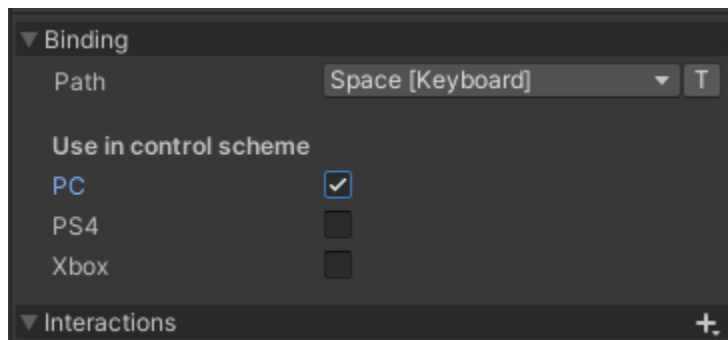 Binding
Path Space [Keyboard] T
Use in control scheme
PC
PS4
Xbox
Interactions